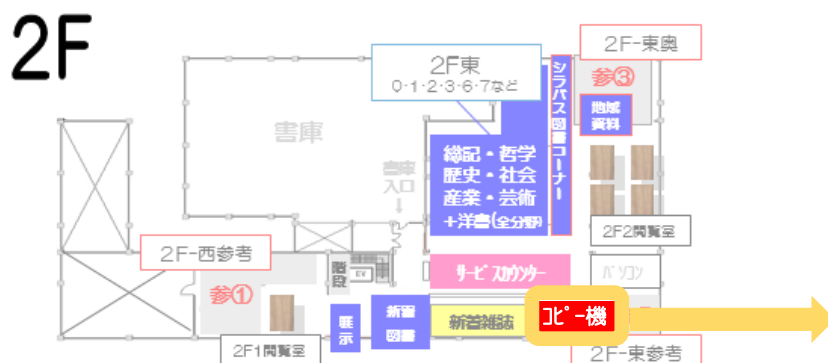 2F
2F-東奥
2F東
0・1・2・3・6・7など
参③
シラバス図書コーナー
地域
資料
書庫
総記・哲学
歴史・社会
産業・芸術
+洋書(全分野)
書庫
入口
↓
2F2閲覧室
2F-西参考
階段
EV
サービスカウンター
パソコン
参①
展示
新着
図書
新着雑誌
コピー機
2F1閲覧室
2F-東参考